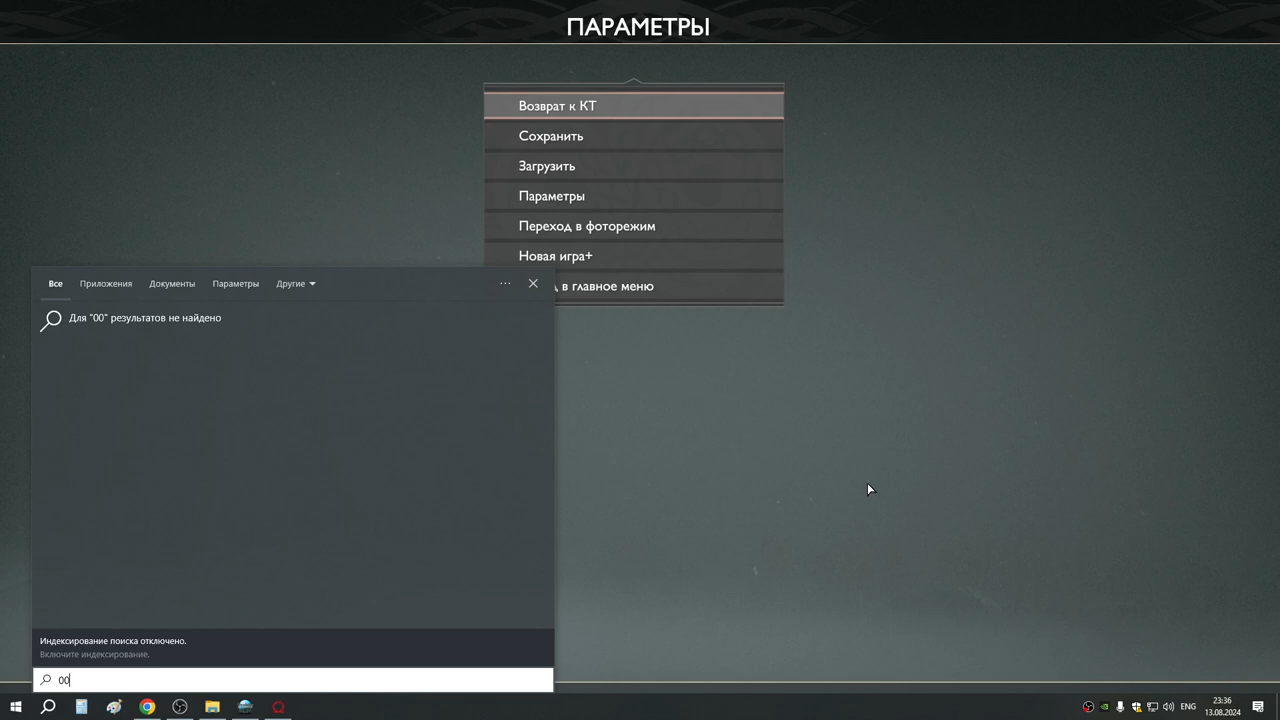 ПАРАМЕТРЫ
Возврат к КТ
Сохранить
Загрузить
Параметры
Переход в фоторежим
Новая игра+
в главное меню
Все Приложения Документы Параметры Другие
Для "00" результатов не найдено
Индексирование поиска отключено.
Включите индексирование.
00
ENG
23:36
13.08.2024